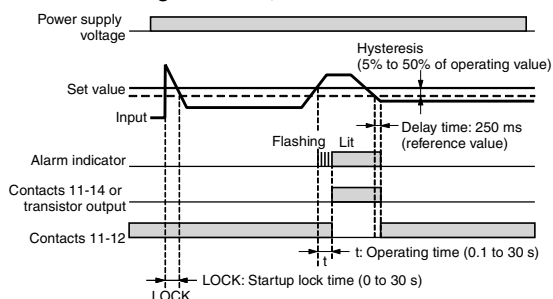 Power supply
voltage
Hysteresis
(5% to 50% of operating value)
Set value
Input
Delay time: 250 ms
(reference value)
Flashing Lit
Alarm indicator
Contacts 11-14 or
transistor output
Contacts 11-12
t: Operating time (0.1 to 30 s)
t
LOCK: Startup lock time (0 to 30 s)
LOCK